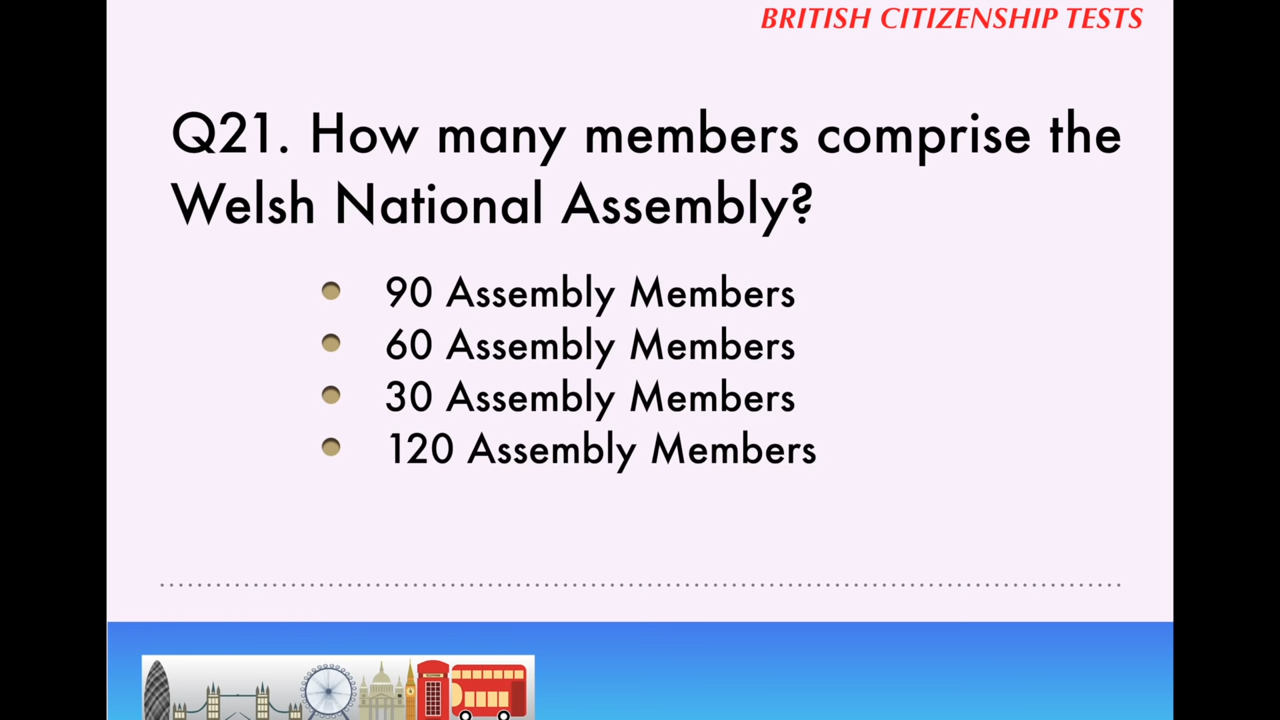 BRITISH CITIZENSHIP TESTS
Q21. How many members comprise the
Welsh National Assembly?
90 Assembly Members
60 Assembly Members
30 Assembly Members
120 Assembly Members